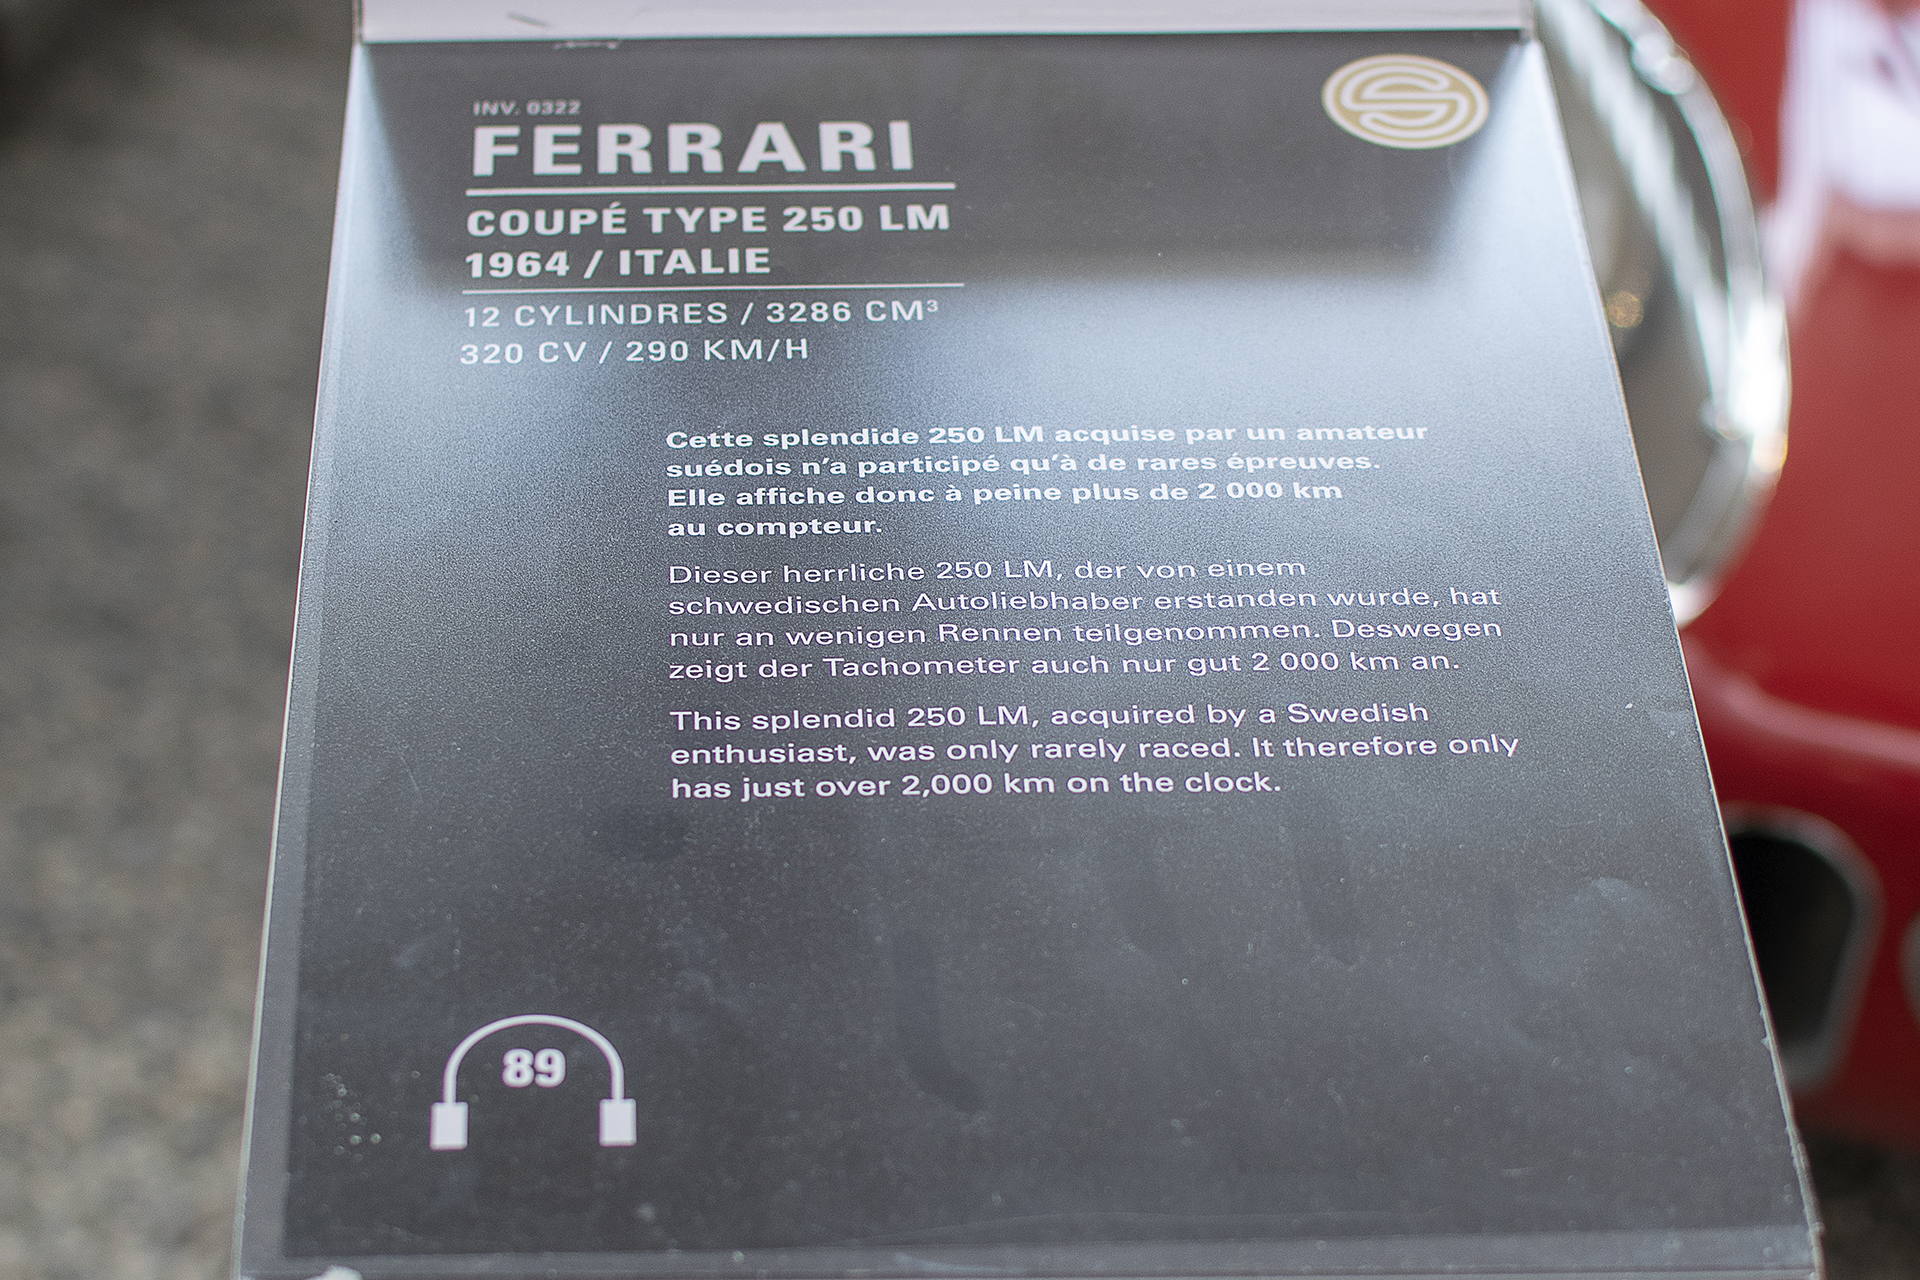 INV. 0322
FERRARI
COUPÉ TYPE 250 LM
1964 / ITALIE
12 CYLINDRES / 3286 CM³
320 CV / 290 KM/H
Cette splendide 250 LM acquise par un amateur
suédois n’a participé qu’à de rares épreuves.
Elle affiche donc à peine plus de 2 000 km
au compteur.
Dieser herrliche 250 LM, der von einem
schwedischen Autoliebhaber erstanden wurde, hat
nur an wenigen Rennen teilgenommen. Deswegen
zeigt der Tachometer auch nur gut 2 000 km an.
This splendid 250 LM, acquired by a Swedish
enthusiast, was only rarely raced. It therefore only
has just over 2,000 km on the clock.
89